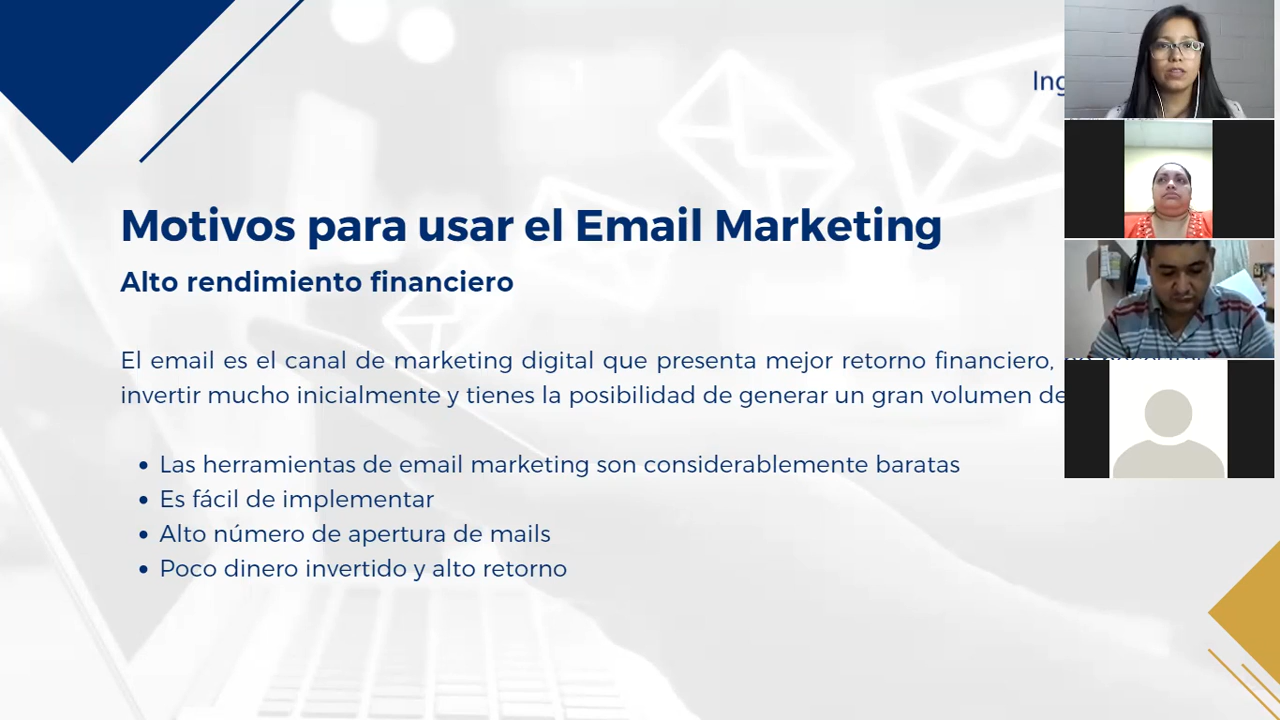 Ing
Motivos para usar el Email Marketing
Alto rendimiento financiero
El email es el canal de marketing digital que presenta mejor retorno financiero,
invertir mucho inicialmente y tienes la posibilidad de generar un gran volumen de
• Las herramientas de email marketing son considerablemente baratas
• Es fácil de implementar
• Alto número de apertura de mails
• Poco dinero invertido y alto retorno